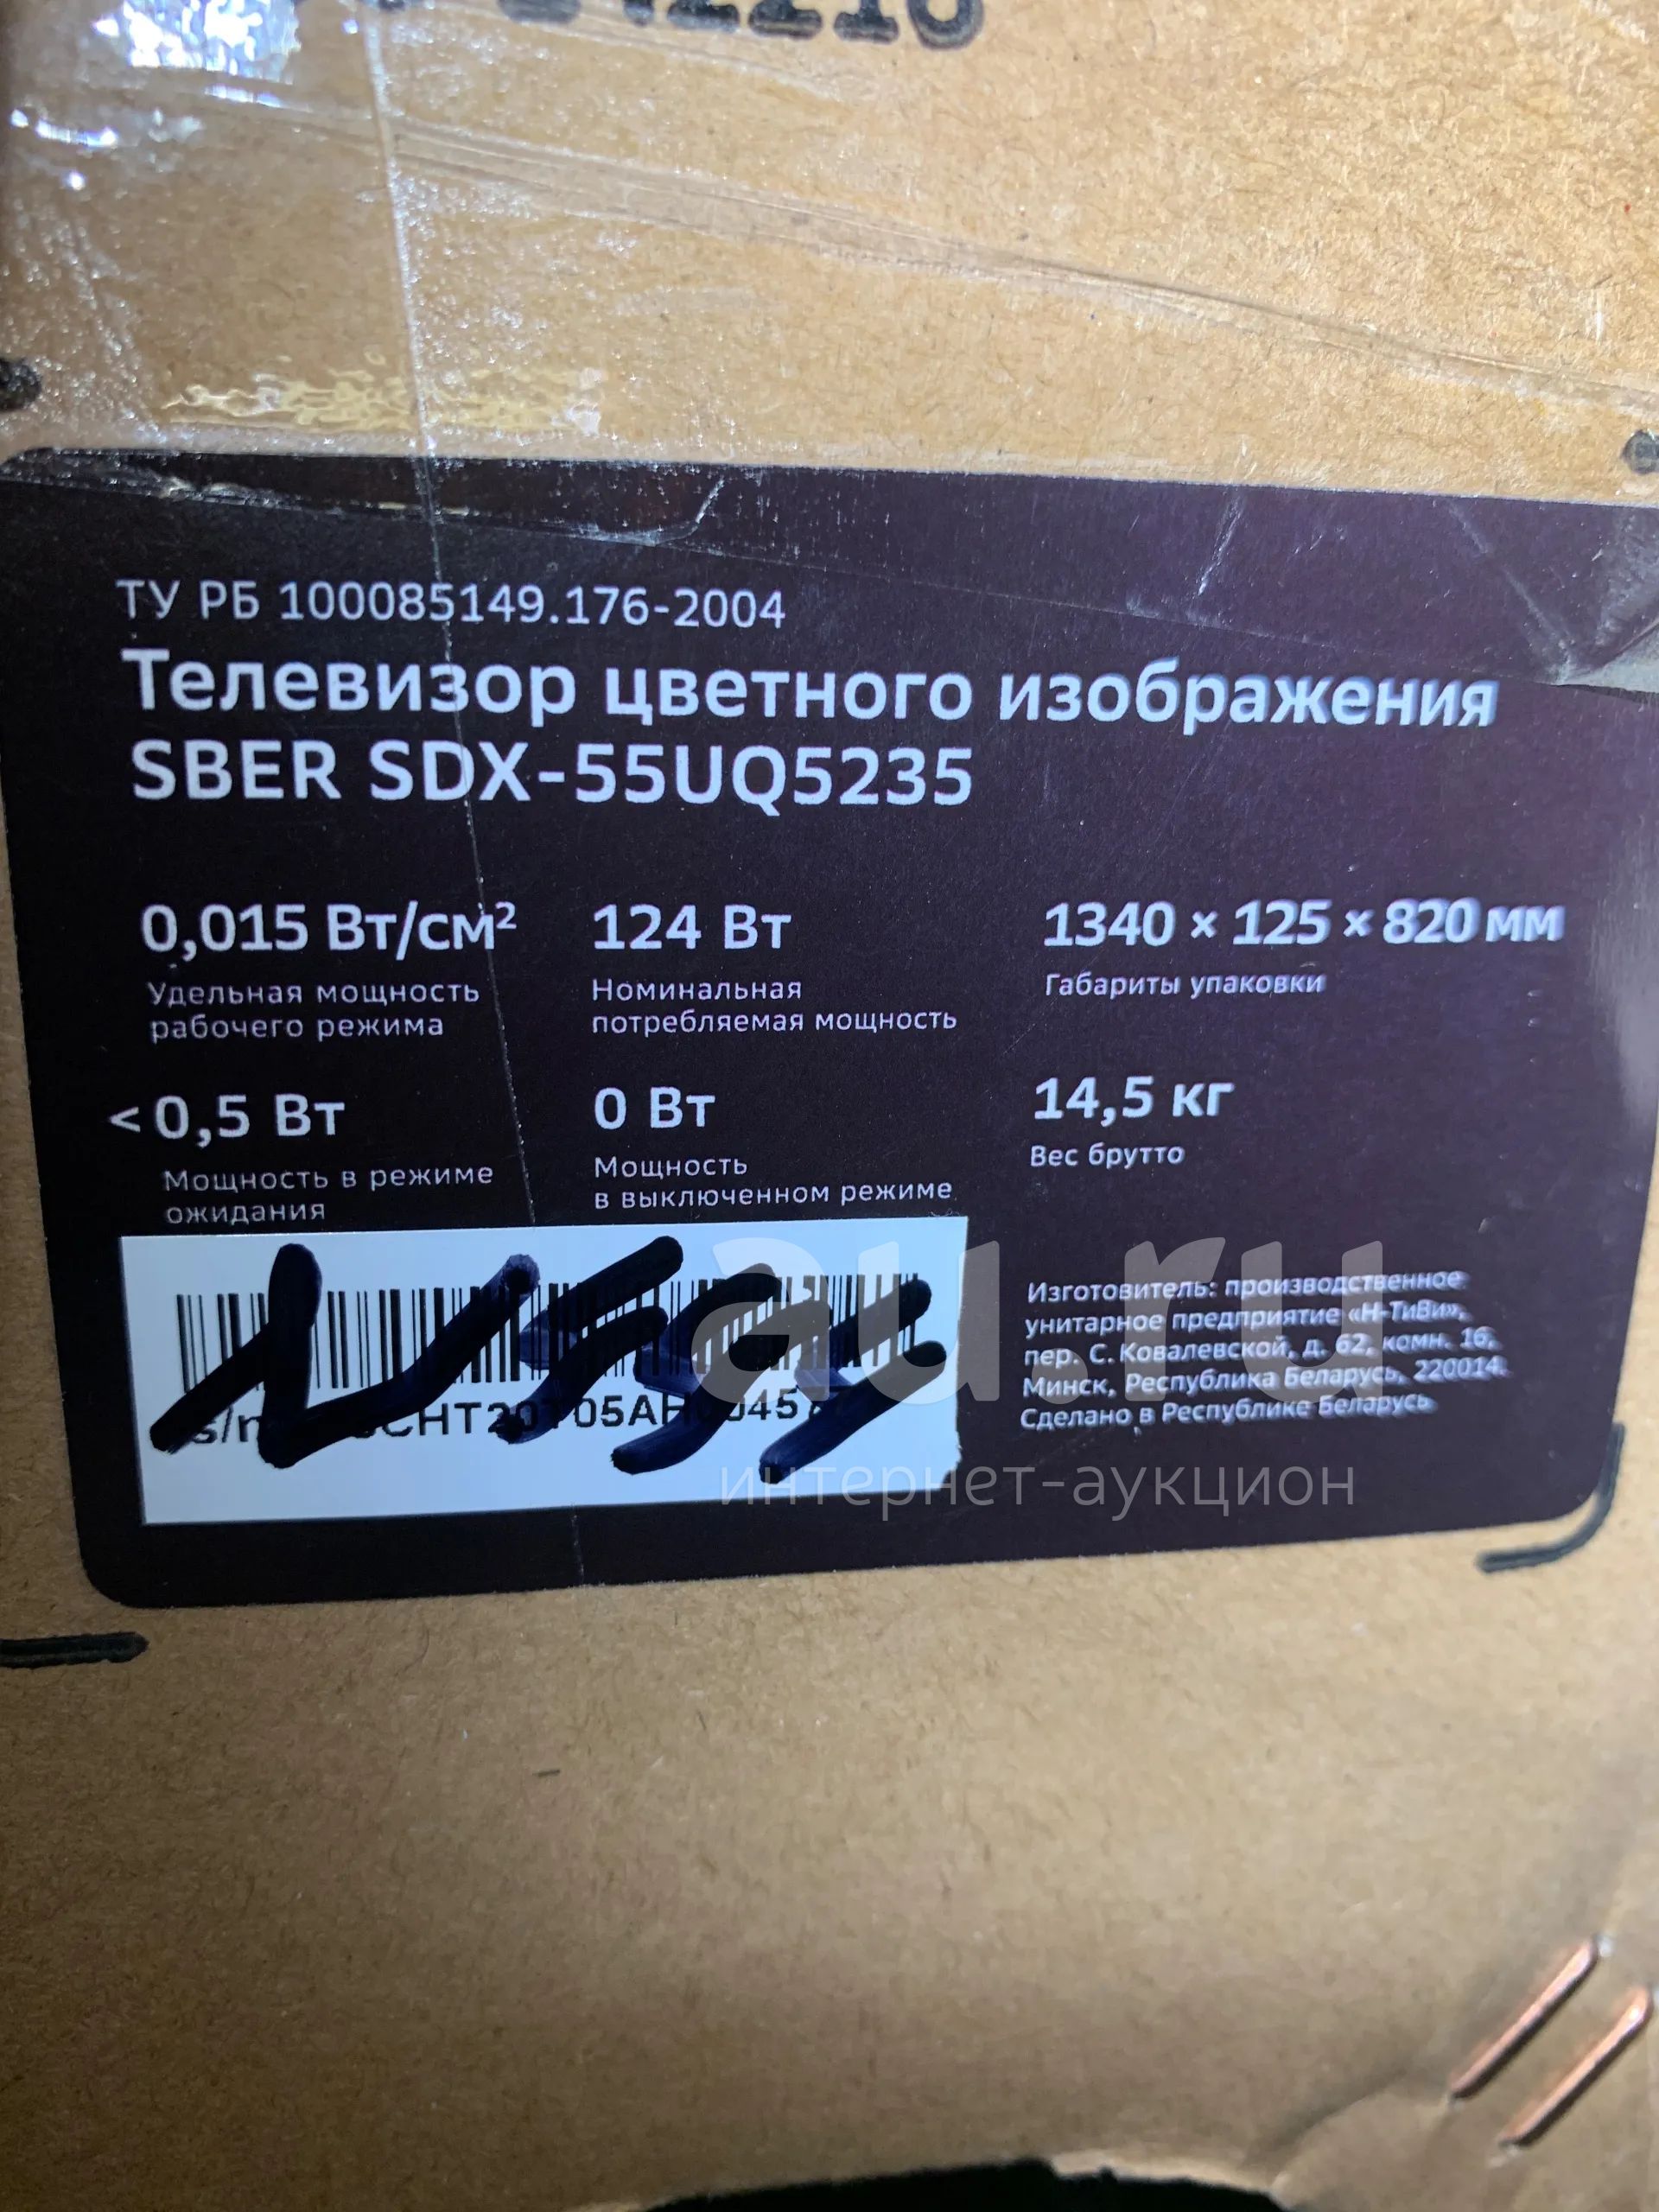 ТУ РБ 100085149.176-2004
Телевизор цветного изображения
SBER SDX-55UQ5235
0,015 Вт/см²
Удельная мощность
рабочего режима
124 Вт
Номинальная
потребляемая мощность
1340 × 125 × 820 мм
Габариты упаковки
< 0,5 Вт
Мощность в режиме
ожидания
0 Вт
Мощность
в выключенном режиме
14,5 кг
Вес брутто
Изготовитель: производственное
унитарное предприятие «Н-ТиВи»,
пер. С. Ковалевской, д. 62, комн. 16,
Минск, Республика Беларусь, 220014.
Сделано в Республике Беларусь
au.ru
интернет-аукцион